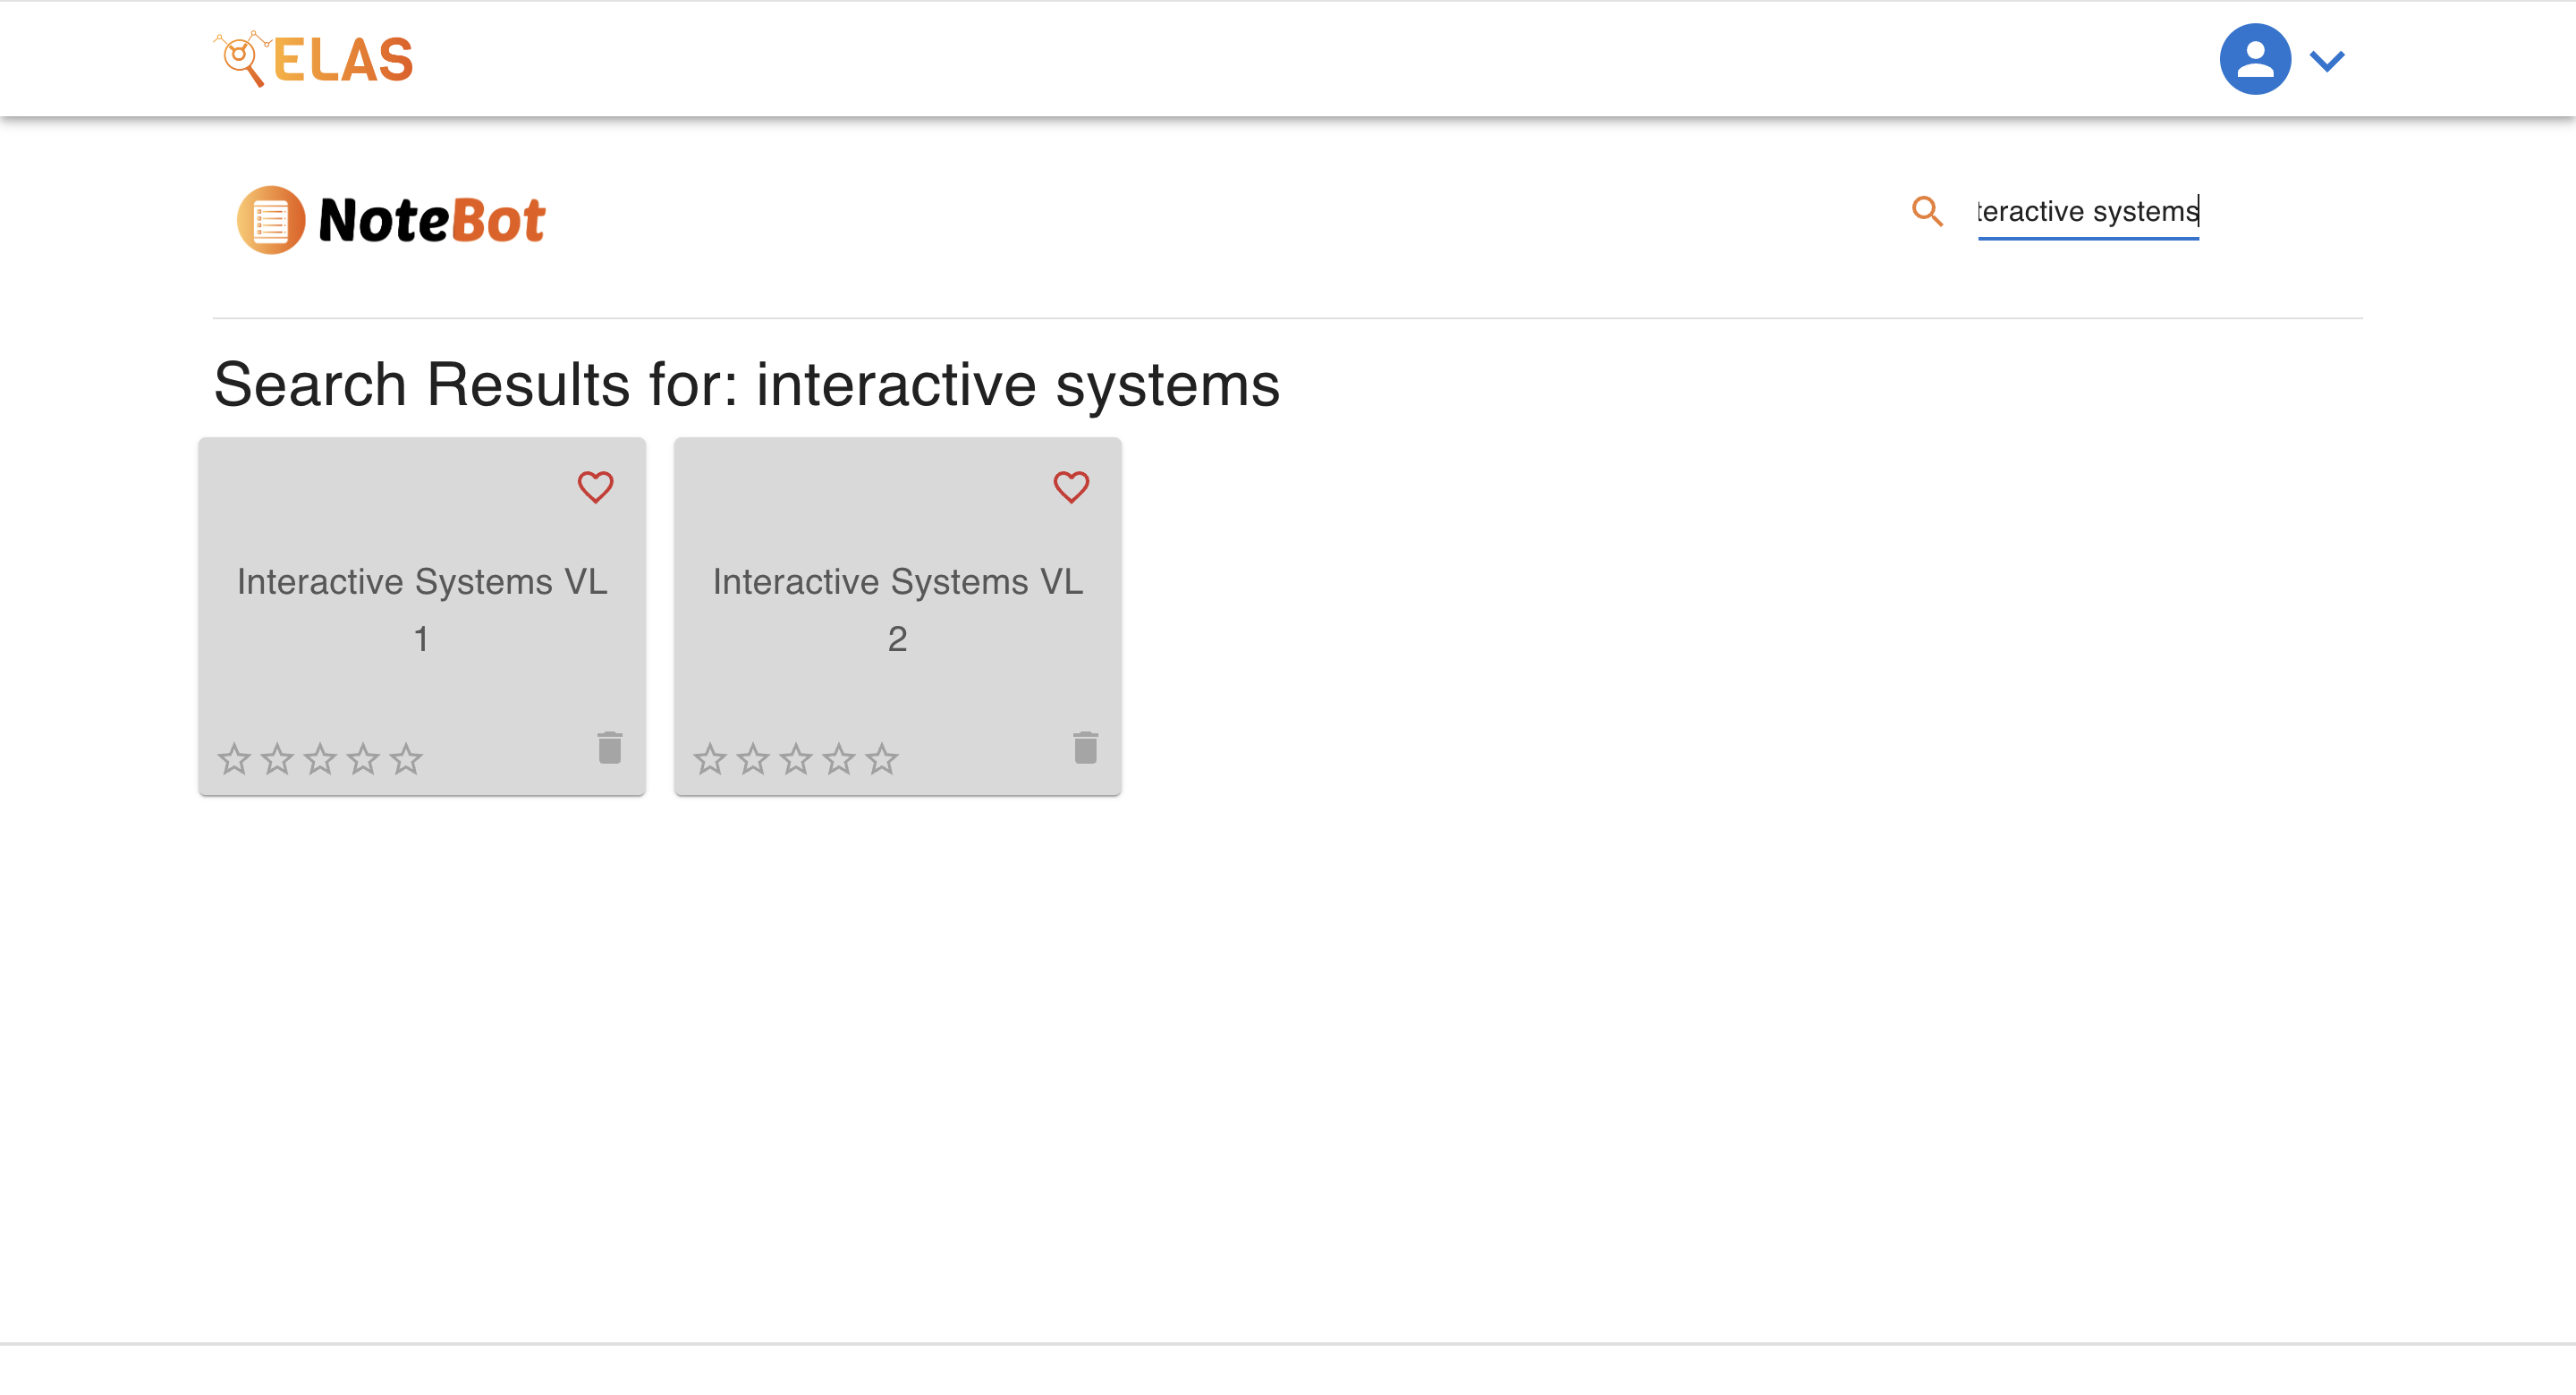 ELAS
NoteBot
teractive systems
Search Results for: interactive systems
Interactive Systems VL
1
Interactive Systems VL
2